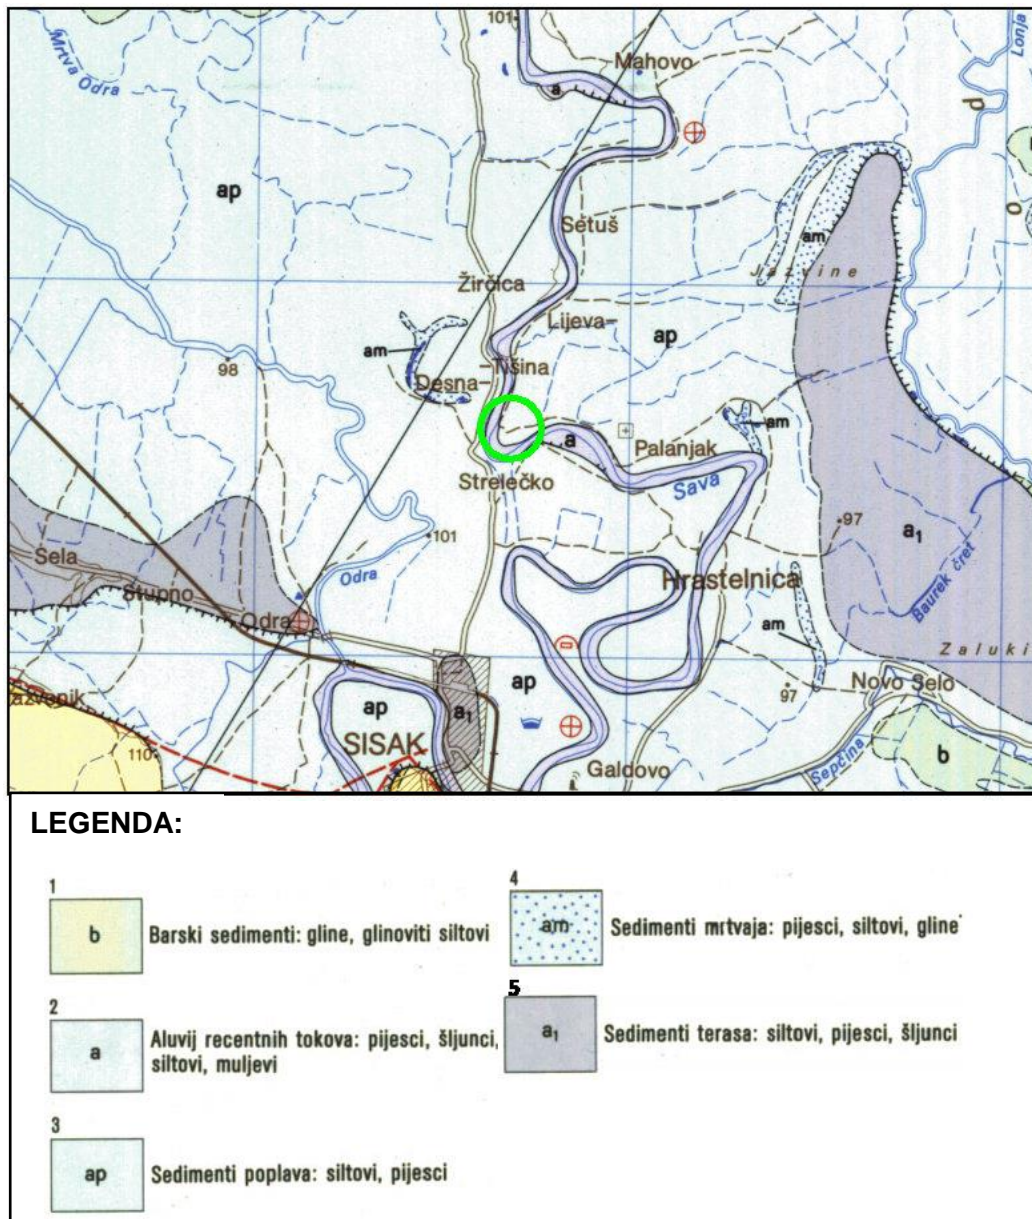 101
Mahovo
Lonja
Mrtva Odra
a
p
ap
o
Setuš
am
Jazvine
Žirčica
Lijeva-
ap
am
98
-Tišina
Desna-
am
a
Palanjak
Strelečko
Sava
97
101
a₁
Sela
Odra
Hrastelnica
Baurek čret
Stupno
Odra
am
Zaluki
ap
97
Novo Selo
ap
a₁
SISAK
110
Galdovo
Šepčina
b
LEGENDA:
1
b Barski sedimenti: gline, glinoviti siltovi
2
a Aluvij recentnih tokova: pijesci, šljunci,
siltovi, muljevi
3
ap Sedimenti poplava: siltovi, pijesci
4
am Sedimenti mrtvaja: pijesci, siltovi, gline
5
a₁ Sedimenti terasa: siltovi, pijesci, šljunci